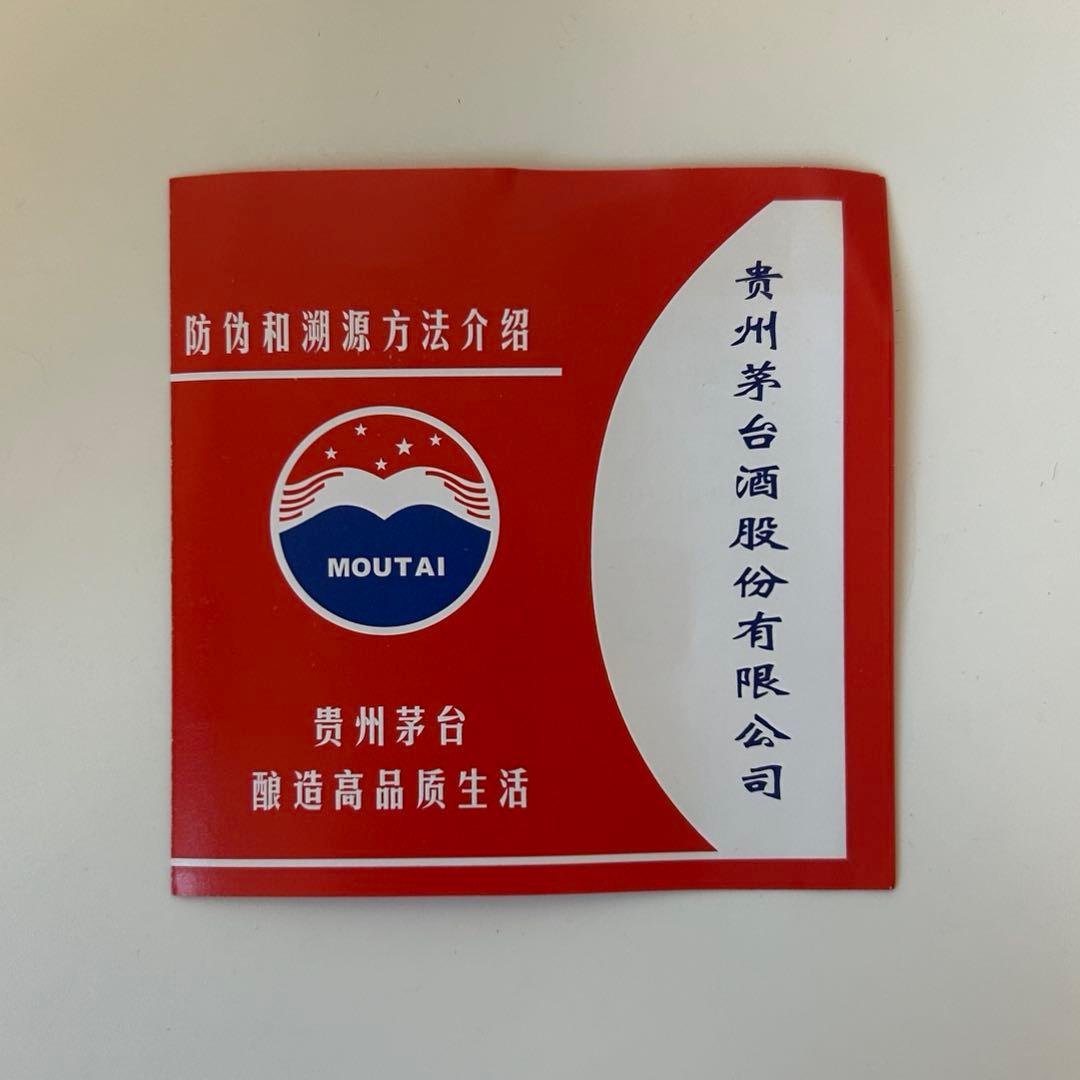 防伪和溯源方法介绍
MOUTAI
贵州茅台
酿造高品质生活
贵州茅台酒股份有限公司